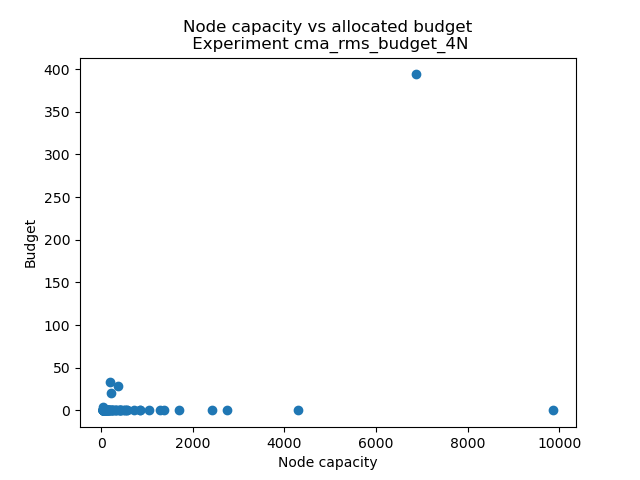 Node capacity vs allocated budget
Experiment cma_rms_budget_4N
400
350
300
250
200
150
100
50
0
Budget
0 2000 4000 6000 8000 10000
Node capacity